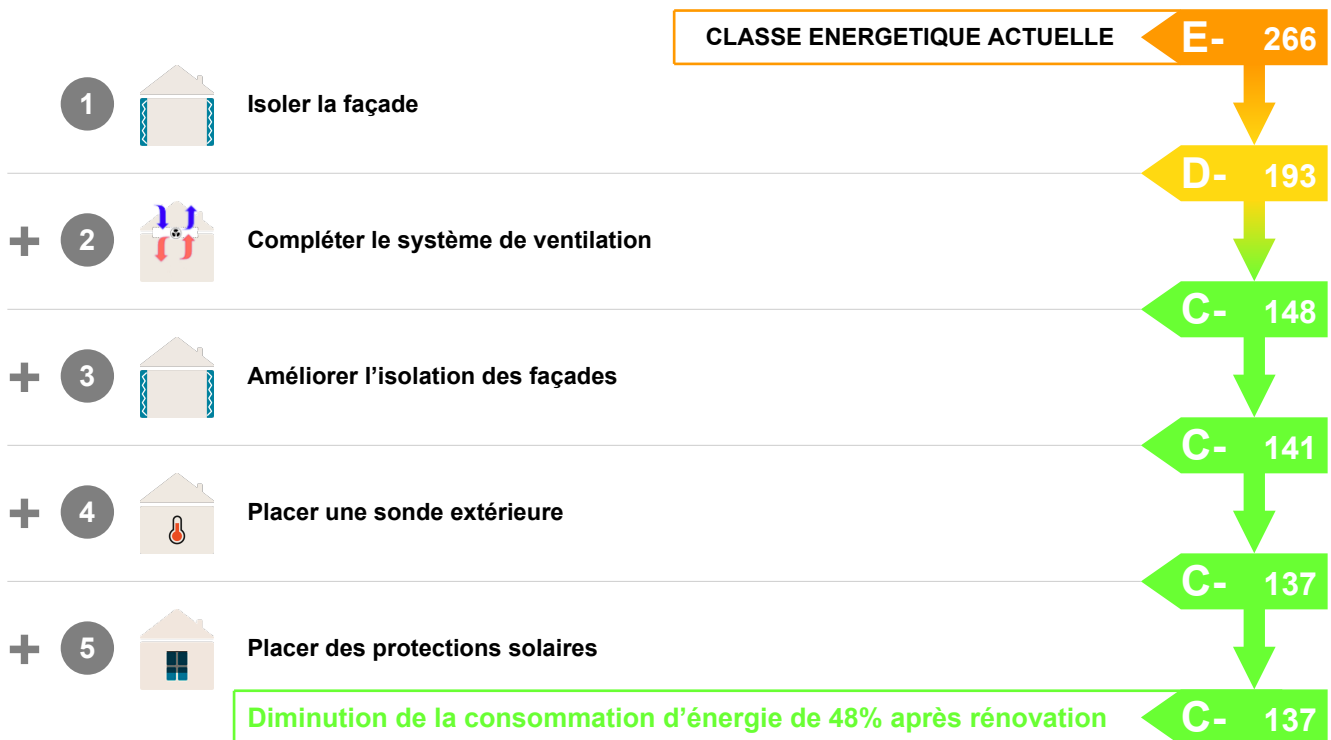 CLASSE ENERGETIQUE ACTUELLE E- 266
1 Isoler la façade
D- 193
+ 2 Compléter le système de ventilation
C- 148
+ 3 Améliorer l’isolation des façades
C- 141
+ 4 Placer une sonde extérieure
C- 137
+ 5 Placer des protections solaires
Diminution de la consommation d’énergie de 48% après rénovation C- 137